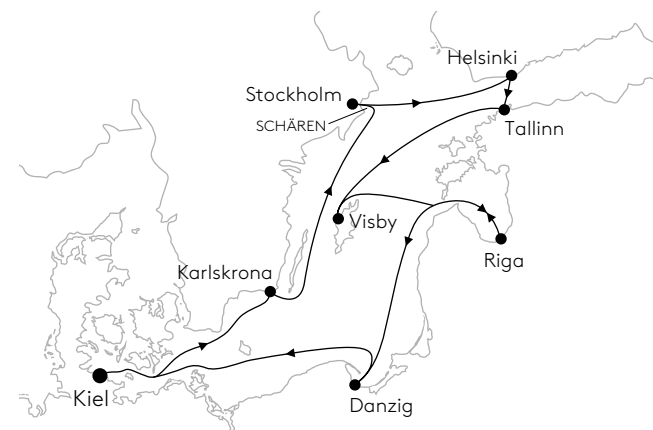 Helsinki
Stockholm
SCHÄREN
Tallinn
Visby
Riga
Karlskrona
Kiel
Danzig